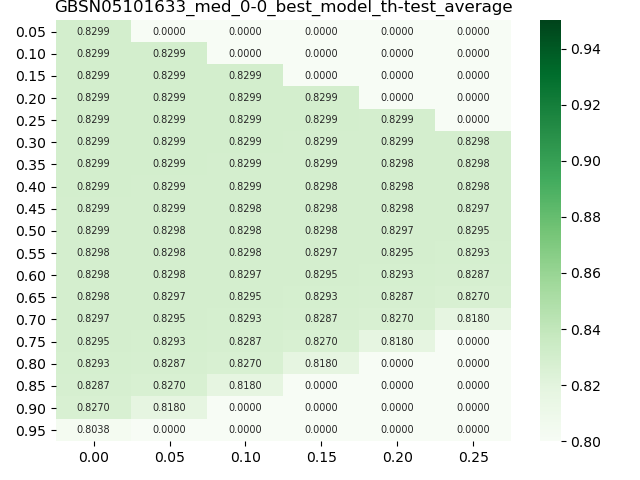 GBSN05101633_med_0-0_best_model_th-test_average
0.05 0.8299 0.0000 0.0000 0.0000 0.0000 0.0000
0.10 0.8299 0.8299 0.0000 0.0000 0.0000 0.0000
0.15 0.8299 0.8299 0.8299 0.0000 0.0000 0.0000
0.20 0.8299 0.8299 0.8299 0.8299 0.0000 0.0000
0.25 0.8299 0.8299 0.8299 0.8299 0.8299 0.0000
0.30 0.8299 0.8299 0.8299 0.8299 0.8299 0.8298
0.35 0.8299 0.8299 0.8299 0.8299 0.8298 0.8298
0.40 0.8299 0.8299 0.8299 0.8298 0.8298 0.8298
0.45 0.8299 0.8299 0.8298 0.8298 0.8298 0.8297
0.50 0.8299 0.8298 0.8298 0.8298 0.8297 0.8295
0.55 0.8298 0.8298 0.8298 0.8297 0.8295 0.8293
0.60 0.8298 0.8298 0.8297 0.8295 0.8293 0.8287
0.65 0.8298 0.8297 0.8295 0.8293 0.8287 0.8270
0.70 0.8297 0.8295 0.8293 0.8287 0.8270 0.8180
0.75 0.8295 0.8293 0.8287 0.8270 0.8180 0.0000
0.80 0.8293 0.8287 0.8270 0.8180 0.0000 0.0000
0.85 0.8287 0.8270 0.8180 0.0000 0.0000 0.0000
0.90 0.8270 0.8180 0.0000 0.0000 0.0000 0.0000
0.95 0.8038 0.0000 0.0000 0.0000 0.0000 0.0000
0.00 0.05 0.10 0.15 0.20 0.25
0.94
0.92
0.90
0.88
0.86
0.84
0.82
0.80